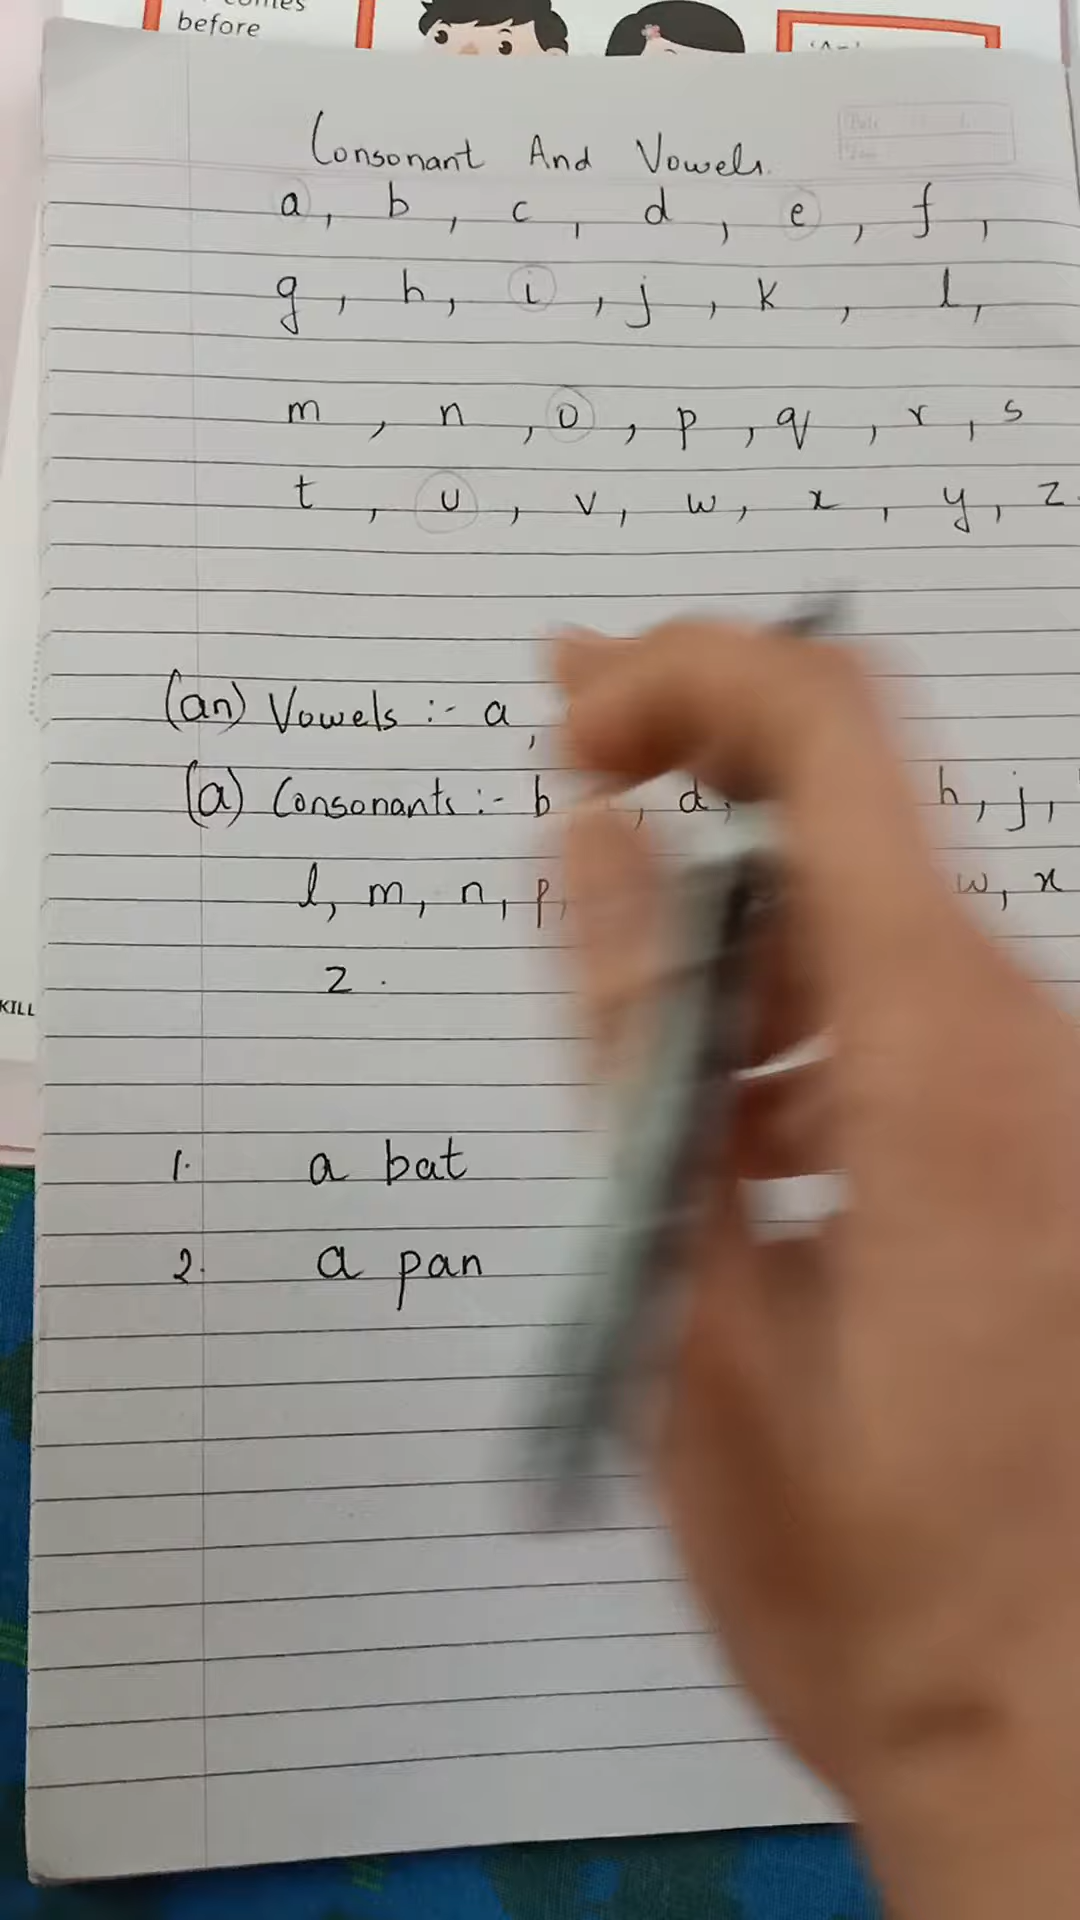 before
Consonant And Vowels.
a, b, c, d, e, f,
g, h, i, j, k, l,
m, n, o, p, q, r, s
t, u, v, w, x, y, z.
(an) Vowels :- a,
(a) Consonants :- b, d, h, j,
l, m, n, p, w, x
z.
KILL
1. a bat
2. a pan